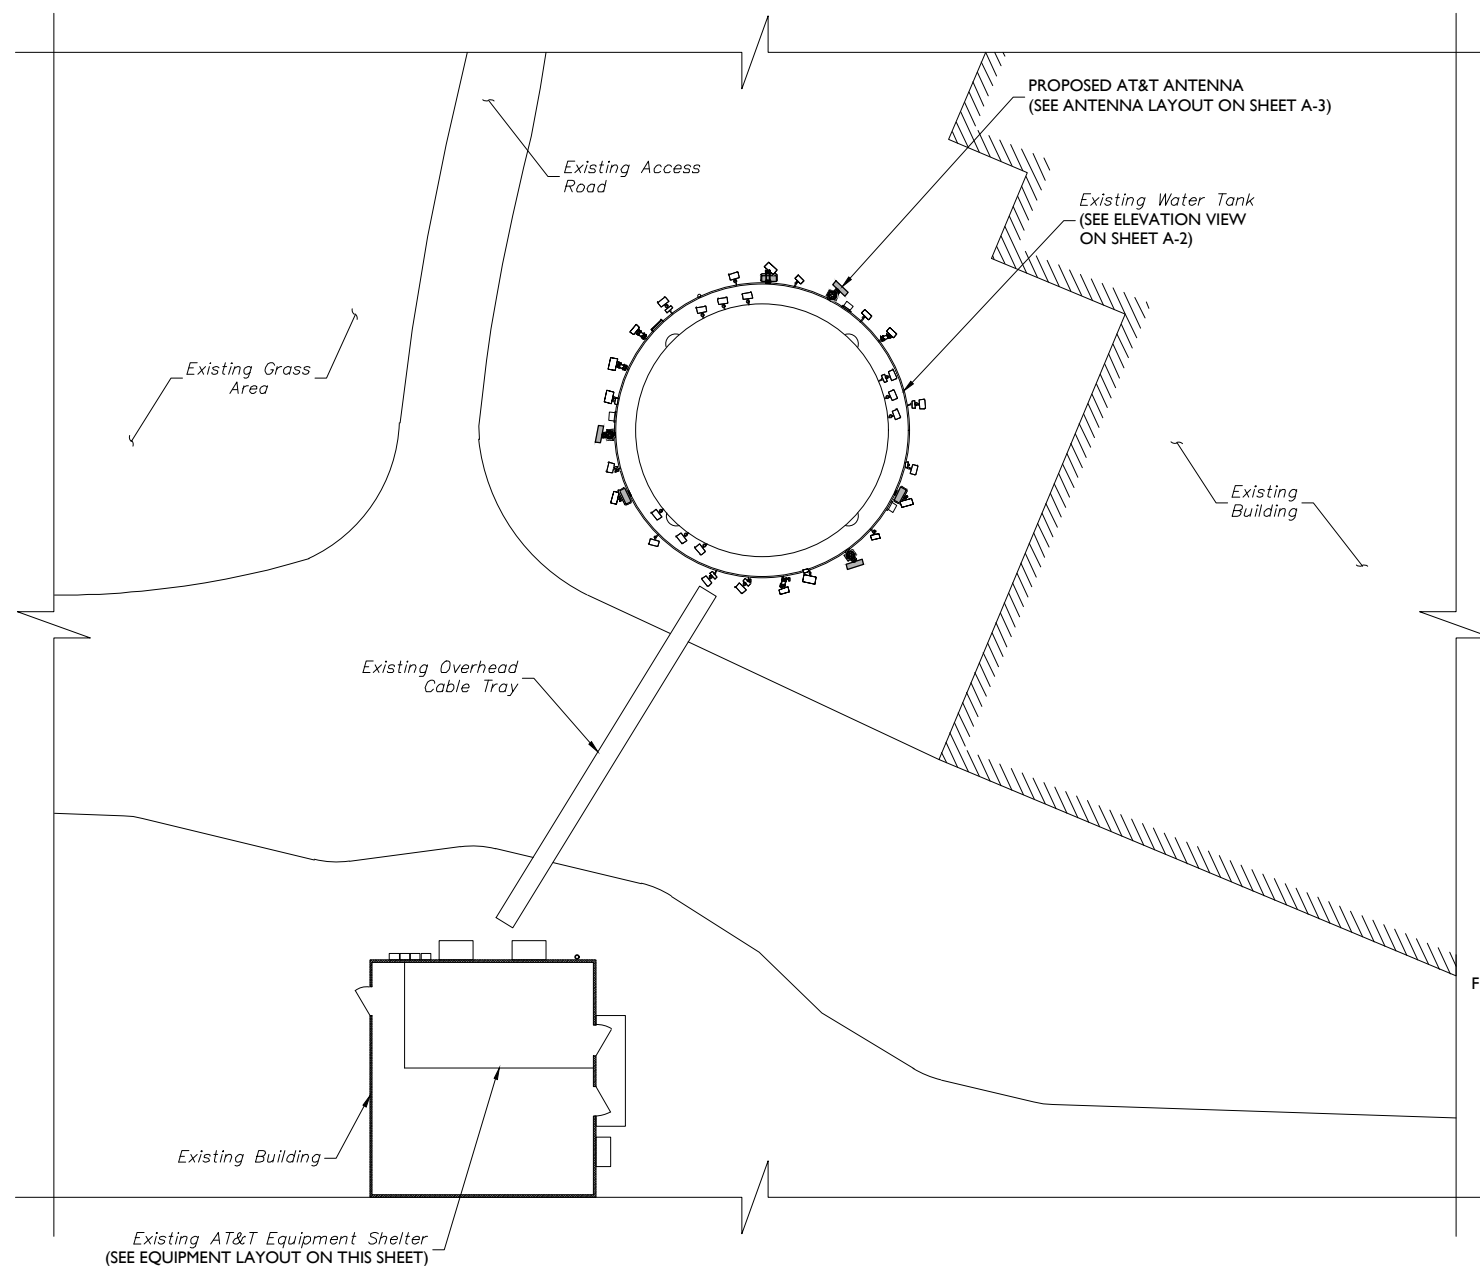 PROPOSED AT&T ANTENNA
(SEE ANTENNA LAYOUT ON SHEET A-3)
Existing Access
Road
Existing Water Tank
(SEE ELEVATION VIEW
ON SHEET A-2)
Existing Grass
Area
Existing
Building
Existing Overhead
Cable Tray
F
Existing Building
Existing AT&T Equipment Shelter
(SEE EQUIPMENT LAYOUT ON THIS SHEET)